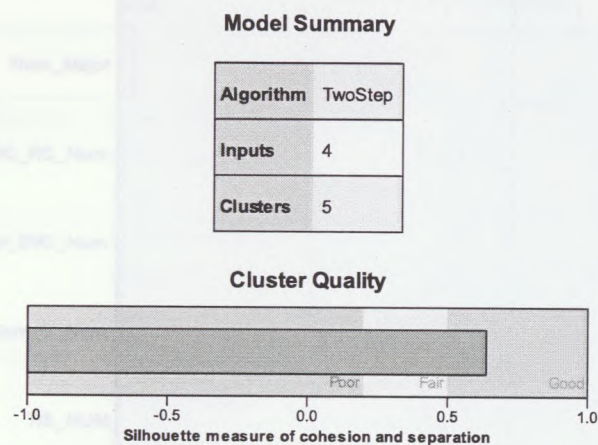 Model Summary
Algorithm TwoStep
Inputs 4
Clusters 5
Cluster Quality
Poor Fair Good
-1.0 -0.5 0.0 0.5 1.0
Silhouette measure of cohesion and separation